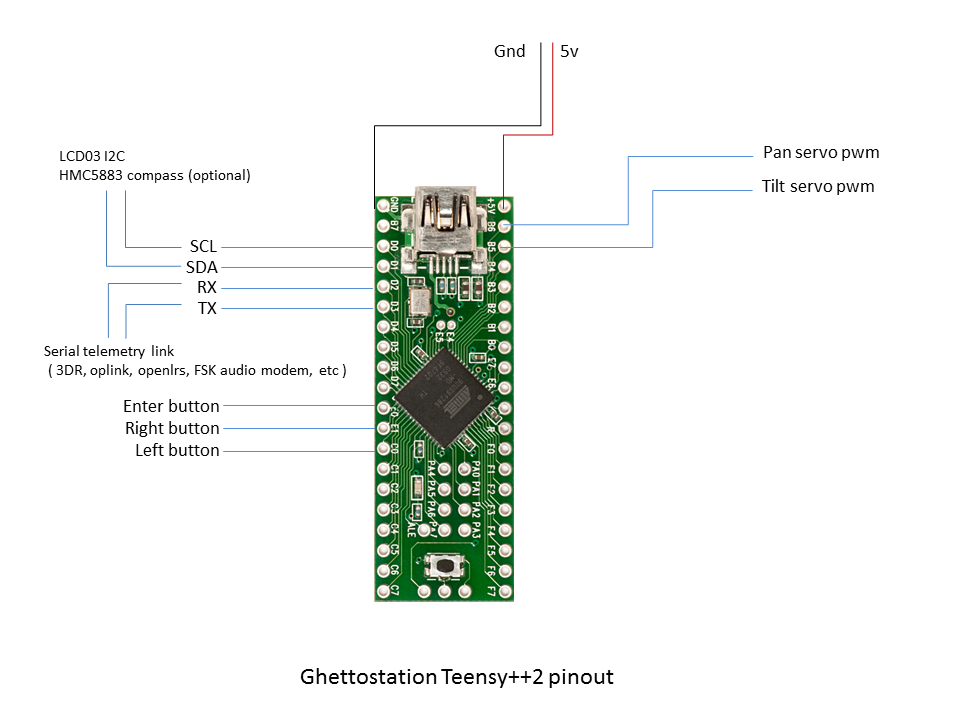 Gnd 5v
LCD03 I2C
HMC5883 compass (optional)
Pan servo pwm
Tilt servo pwm
SCL
SDA
RX
TX
Serial telemetry link
( 3DR, oplink, openlrs, FSK audio modem, etc )
Enter button
Right button
Left button
GND
B7
D0
D1
D2
D3
D4
D5
D6
D7
E0
E1
C0
C1
C2
C3
C4
C5
C6
C7
+5V
B6
B5
B4
B3
B2
B1
B0
E7
E6
R
F0
F1
F2
F3
F4
F5
F6
F7
E5
E4
PA4
PA5
PA6
PA7
PA0
PA1
PA2
PA3
ALE
Ghettostation Teensy++2 pinout